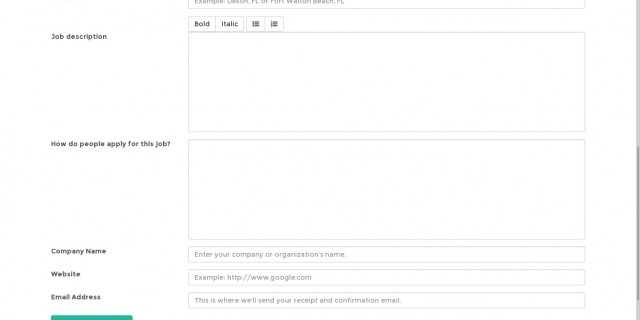 Example: Destin, FL or Fort Walton Beach, FL
Bold Italic
Job description
How do people apply for this job?
Company Name
Enter your company or organization's name.
Website
Example: http://www.google.com
Email Address
This is where we'll send your receipt and confirmation email.